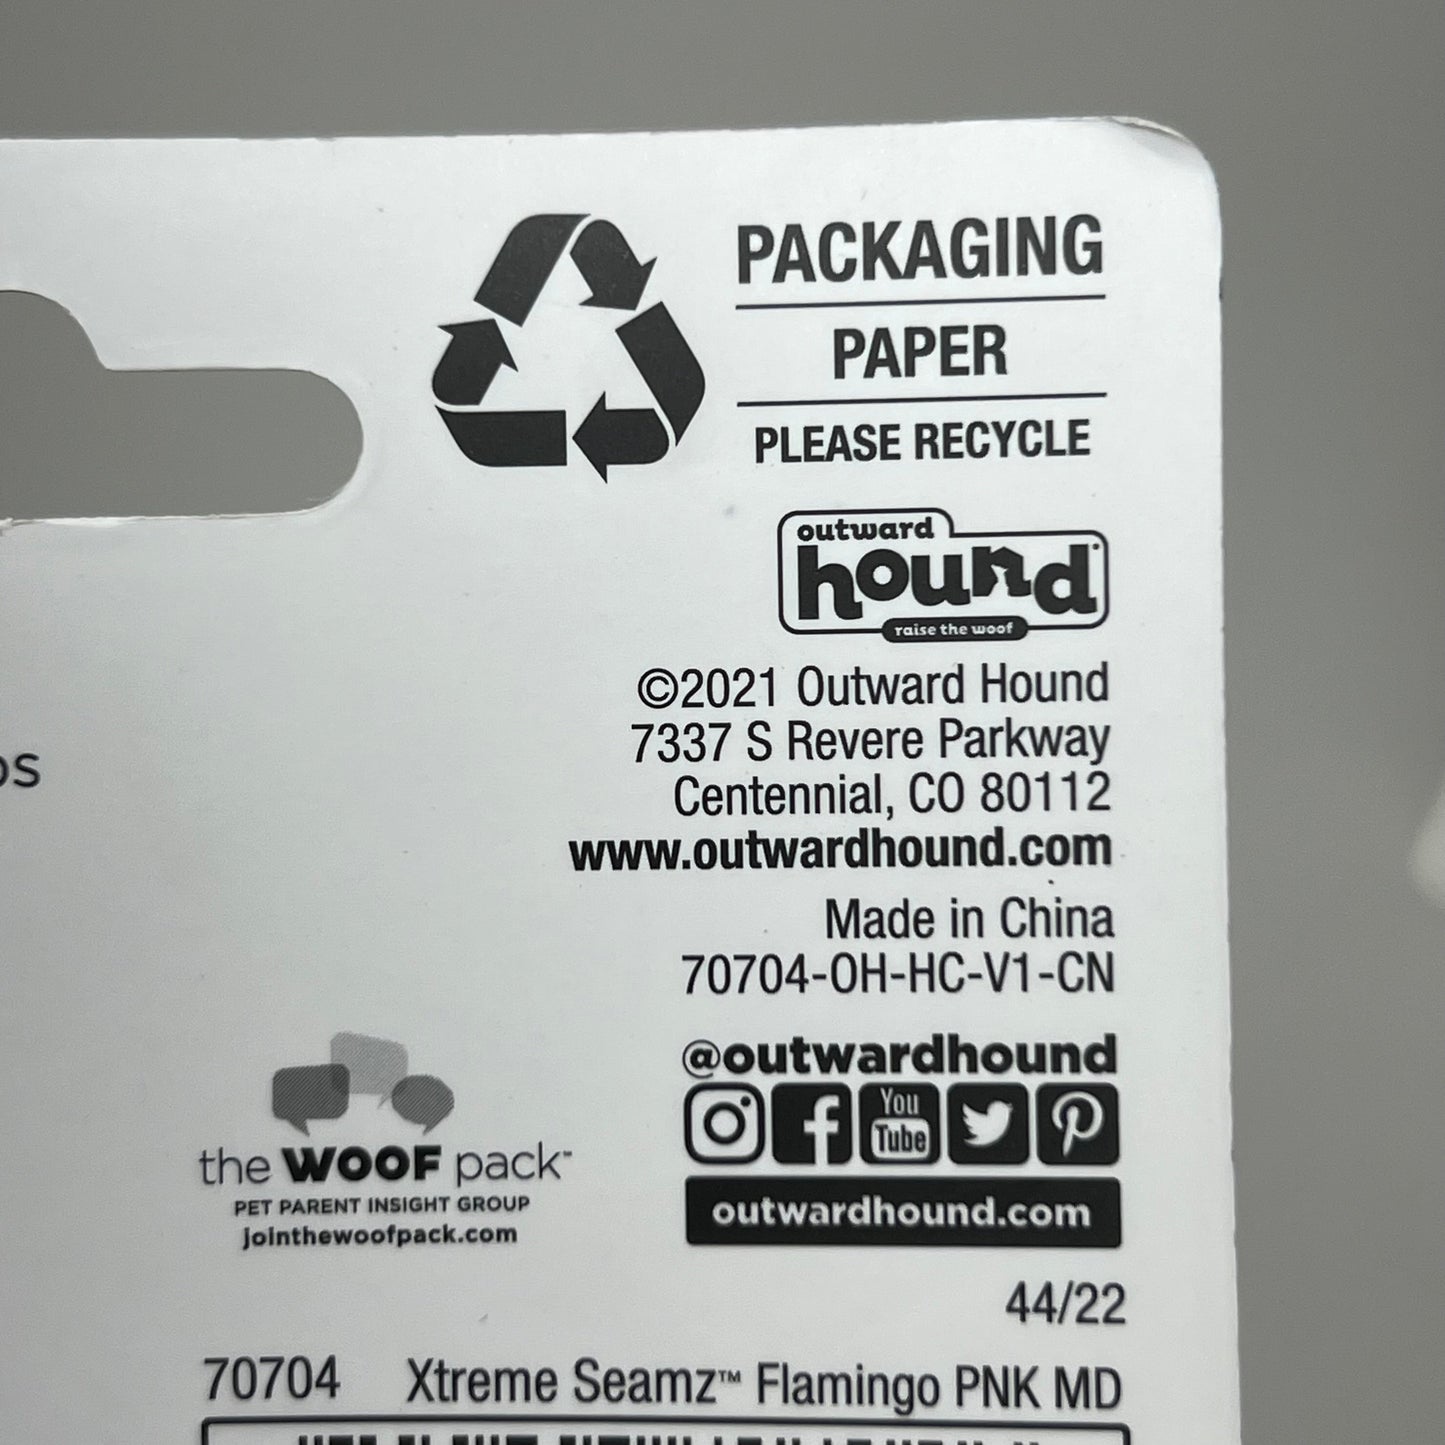 PACKAGING
PAPER
PLEASE RECYCLE
outward
hound
raise the woof
©2021 Outward Hound
7337 S Revere Parkway
Centennial, CO 80112
www.outwardhound.com
Made in China
70704-OH-HC-V1-CN
@outwardhound
You
Tube
outwardhound.com
the WOOF pack™
PET PARENT INSIGHT GROUP
jointhewoofpack.com
44/22
70704 Xtreme Seamz™ Flamingo PNK MD